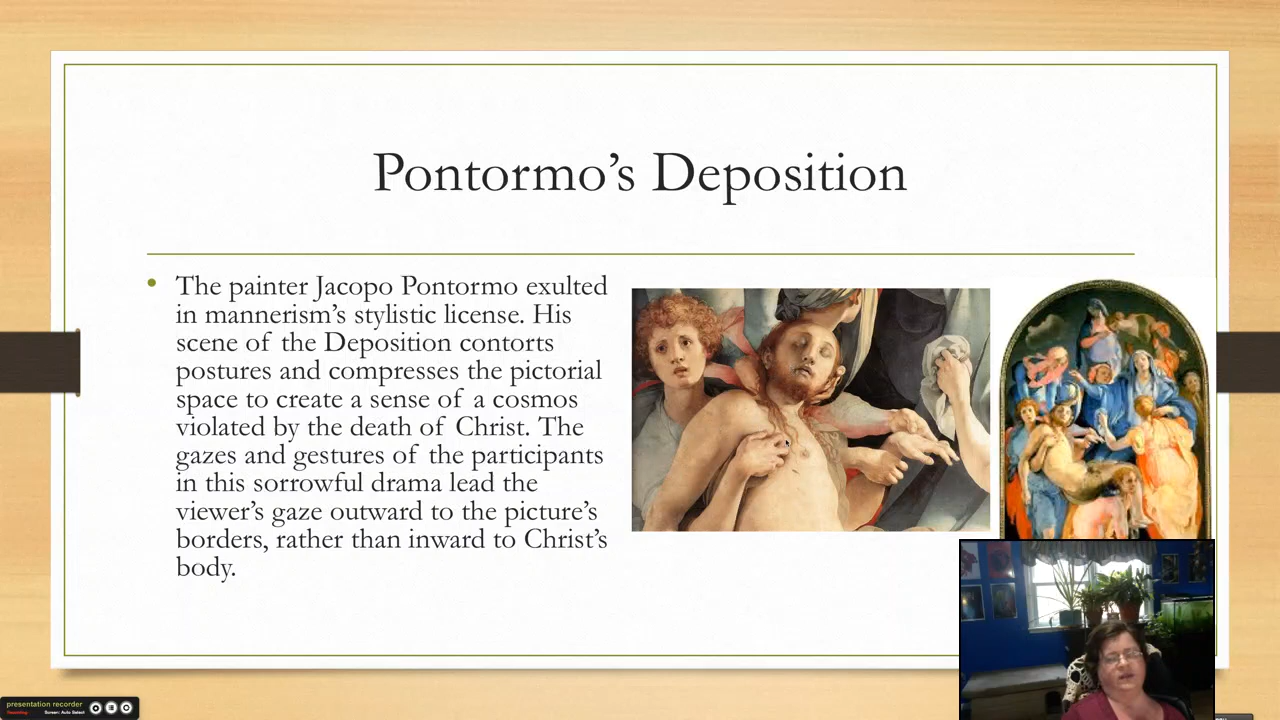 Pontormo’s Deposition
• The painter Jacopo Pontormo exulted
in mannerism’s stylistic license. His
scene of the Deposition contorts
postures and compresses the pictorial
space to create a sense of a cosmos
violated by the death of Christ. The
gazes and gestures of the participants
in this sorrowful drama lead the
viewer’s gaze outward to the picture’s
borders, rather than inward to Christ’s
body.
presentation recorder
Screen: Auto Select